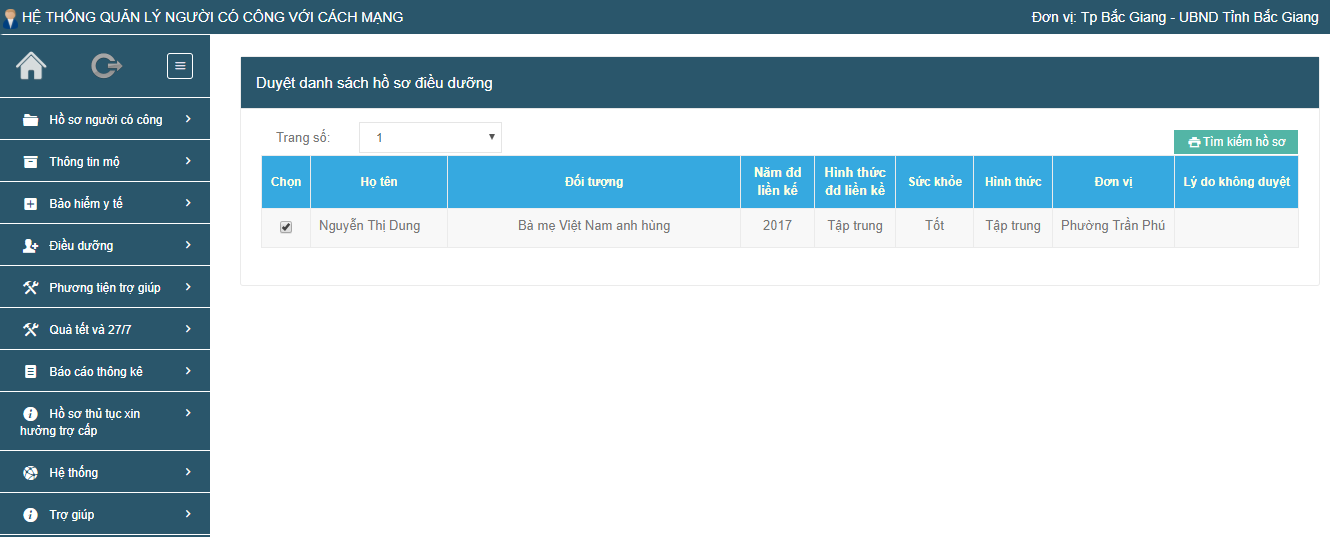 HỆ THỐNG QUẢN LÝ NGƯỜI CÓ CÔNG VỚI CÁCH MẠNG
Đơn vị: Tp Bắc Giang - UBND Tỉnh Bắc Giang
Hồ sơ người có công
Thông tin mộ
Bảo hiểm y tế
Điều dưỡng
Phương tiện trợ giúp
Quà tết và 27/7
Báo cáo thống kê
Hồ sơ thủ tục xin
hưởng trợ cấp
Hệ thống
Trợ giúp
Duyệt danh sách hồ sơ điều dưỡng
Trang số: 1
Tìm kiếm hồ sơ
Chọn Họ tên Đối tượng Năm đd liền kế Hình thức đd liền kề Sức khỏe Hình thức Đơn vị Lý do không duyệt
Nguyễn Thị Dung Bà mẹ Việt Nam anh hùng 2017 Tập trung Tốt Tập trung Phường Trần Phú